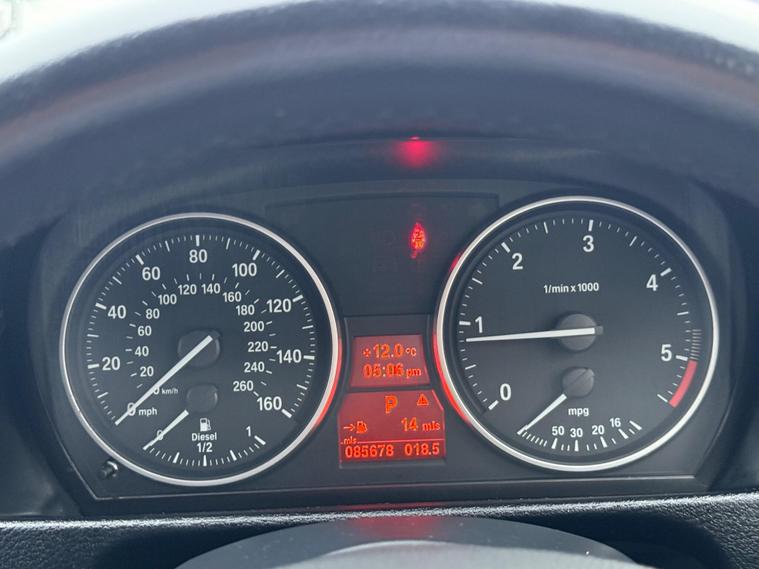 20 40 60 80 100 120 140 160
20 40 80 100 120 140 160 180 200 220 240 260
0 km/h
0 mph
0 1/2 1
Diesel
+12.0 °C
05:06 pm
P
14 mls
mls
085678 018.5
0 1 2 3 4 5
1/min x 1000
mpg
50 30 20 16